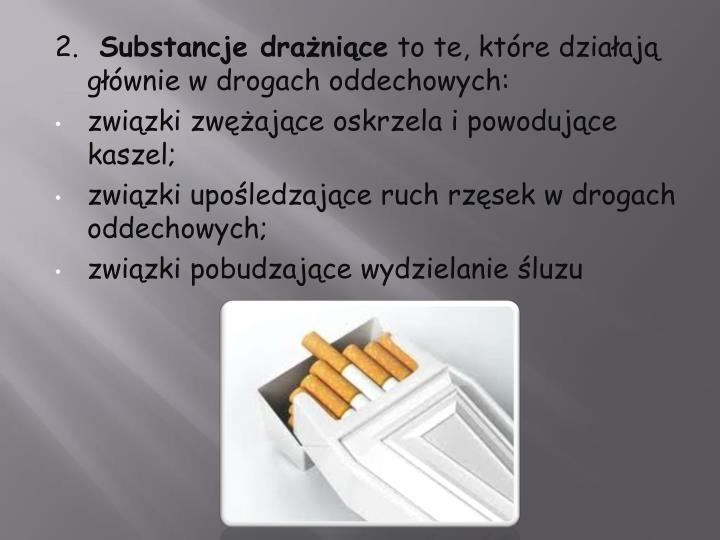 2. Substancje drażniące to te, które działają
głównie w drogach oddechowych:
• związki zwężające oskrzela i powodujące
kaszel;
• związki upośledzające ruch rzęsek w drogach
oddechowych;
• związki pobudzające wydzielanie śluzu